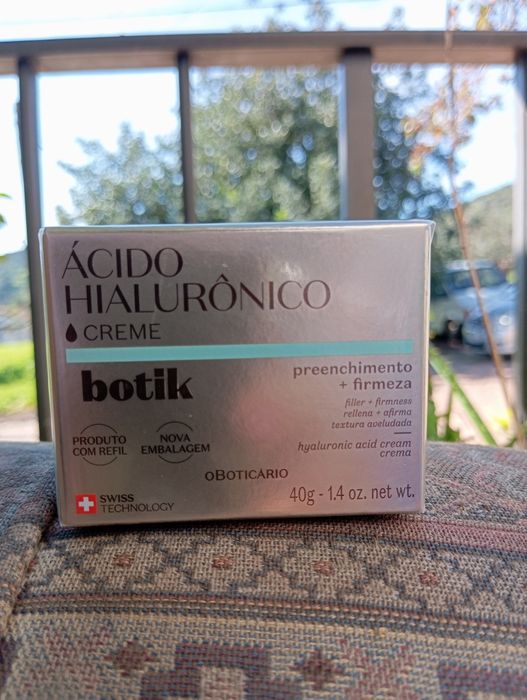 ÁCIDO
HIALURÔNICO
CREME
botik
preenchimento
+ firmeza
filler + firmness
rellena + afirma
textura aveludada
hyaluronic acid cream
crema
PRODUTO
COM REFIL
NOVA
EMBALAGEM
oBOTICÁRIO
SWISS
TECHNOLOGY
40g - 1.4 oz. net wt.